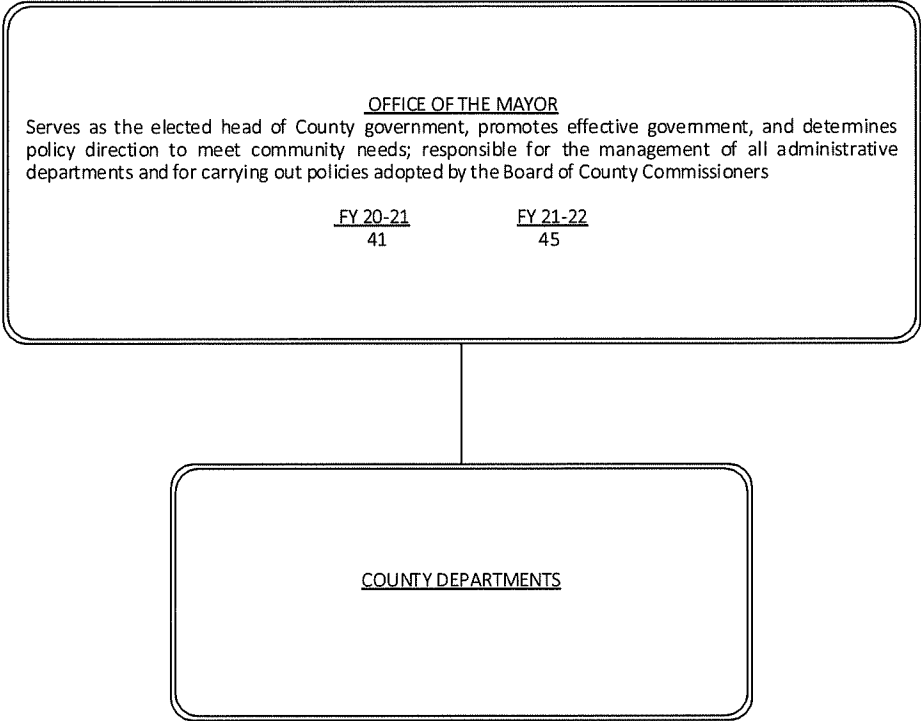 OFFICE OF THE MAYOR
Serves as the elected head of County government, promotes effective government, and determines
policy direction to meet community needs; responsible for the management of all administrative
departments and for carrying out policies adopted by the Board of County Commissioners
FY 20-21 FY 21-22
41 45
COUNTY DEPARTMENTS